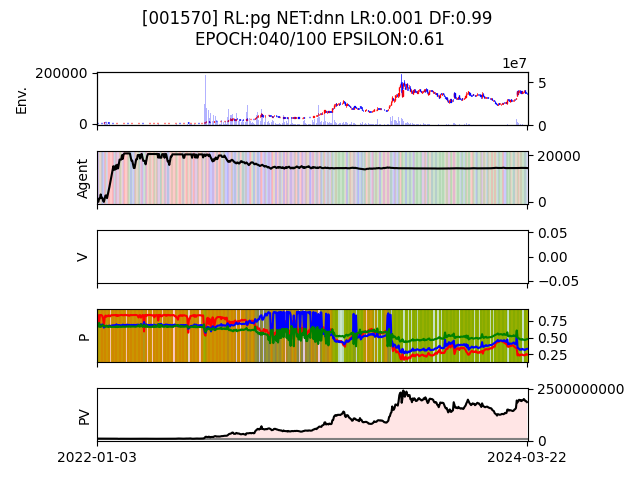 [001570] RL:pg NET:dnn LR:0.001 DF:0.99
EPOCH:040/100 EPSILON:0.61
1e7
Env.
200000
0
5
0
Agent
20000
0
V
0.05
0.00
−0.05
P
0.75
0.50
0.25
PV
2500000000
0
2022-01-03
2024-03-22